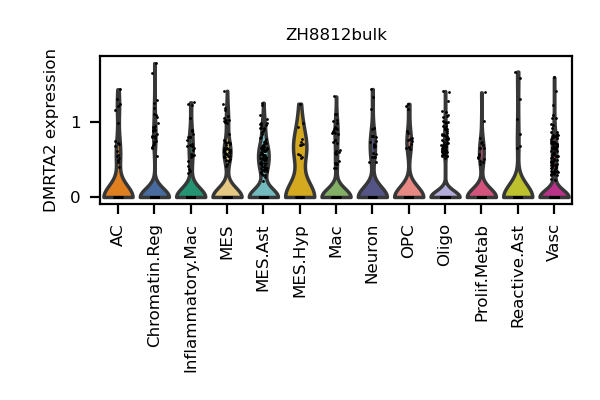 ZH8812bulk
DMRTA2 expression
1
0
AC
Chromatin.Reg
Inflammatory.Mac
MES
MES.Ast
MES.Hyp
Mac
Neuron
OPC
Oligo
Prolif.Metab
Reactive.Ast
Vasc